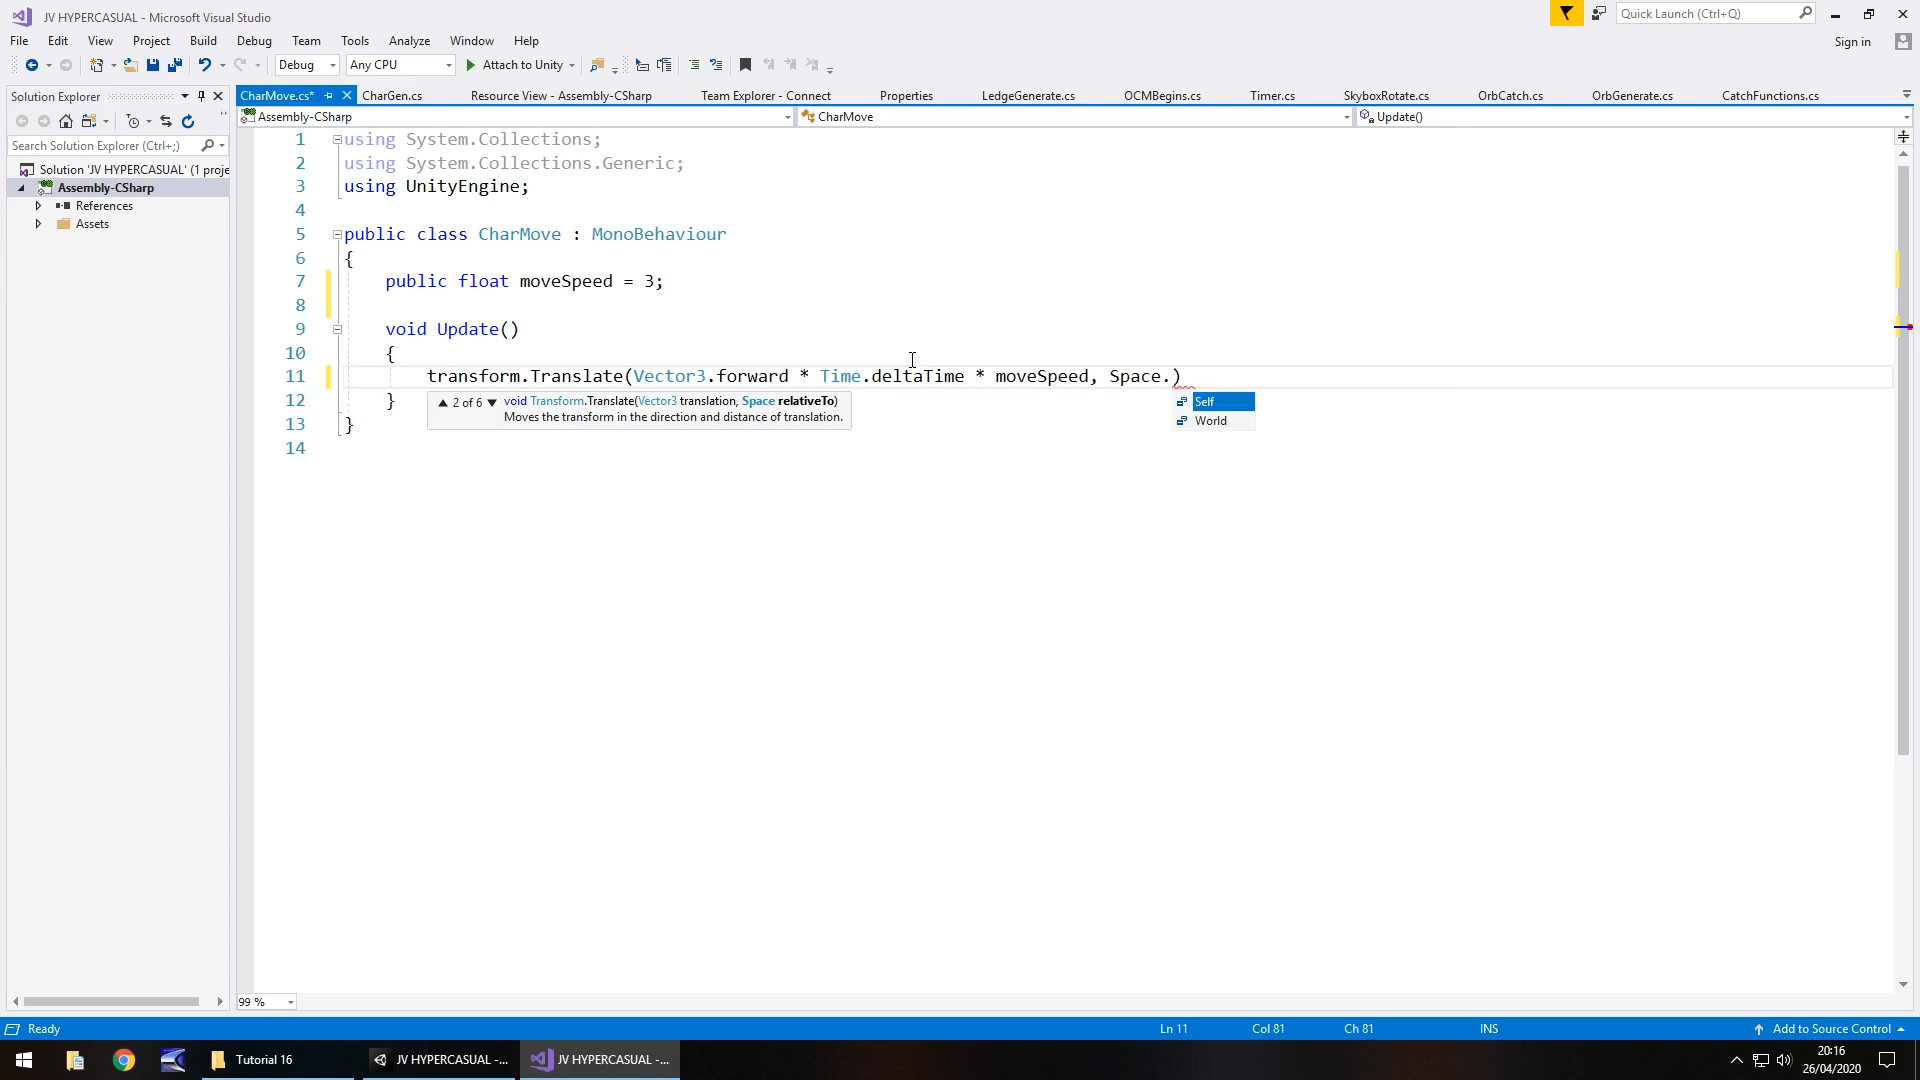 JV HYPERCASUAL - Microsoft Visual Studio
Quick Launch (Ctrl+Q)
File Edit View Project Build Debug Team Tools Analyze Window Help
Sign in
Debug Any CPU Attach to Unity
Solution Explorer
CharMove.cs* CharGen.cs Resource View - Assembly-CSharp Team Explorer - Connect Properties LedgeGenerate.cs OCMBegins.cs Timer.cs SkyboxRotate.cs OrbCatch.cs OrbGenerate.cs CatchFunctions.cs
Assembly-CSharp CharMove Update()
Search Solution Explorer (Ctrl+;)
Solution 'JV HYPERCASUAL' (1 proje
Assembly-CSharp
References
Assets
1 using System.Collections;
2 using System.Collections.Generic;
3 using UnityEngine;
4
5 public class CharMove : MonoBehaviour
6 {
7 public float moveSpeed = 3;
8
9 void Update()
10 {
11 transform.Translate(Vector3.forward * Time.deltaTime * moveSpeed, Space.)
12 }
13 }
14
▲ 2 of 6 ▼ void Transform.Translate(Vector3 translation, Space relativeTo)
Moves the transform in the direction and distance of translation.
Self
World
99 %
Ready Ln 11 Col 81 Ch 81 INS Add to Source Control
Tutorial 16 JV HYPERCASUAL -... JV HYPERCASUAL -...
20:16
26/04/2020